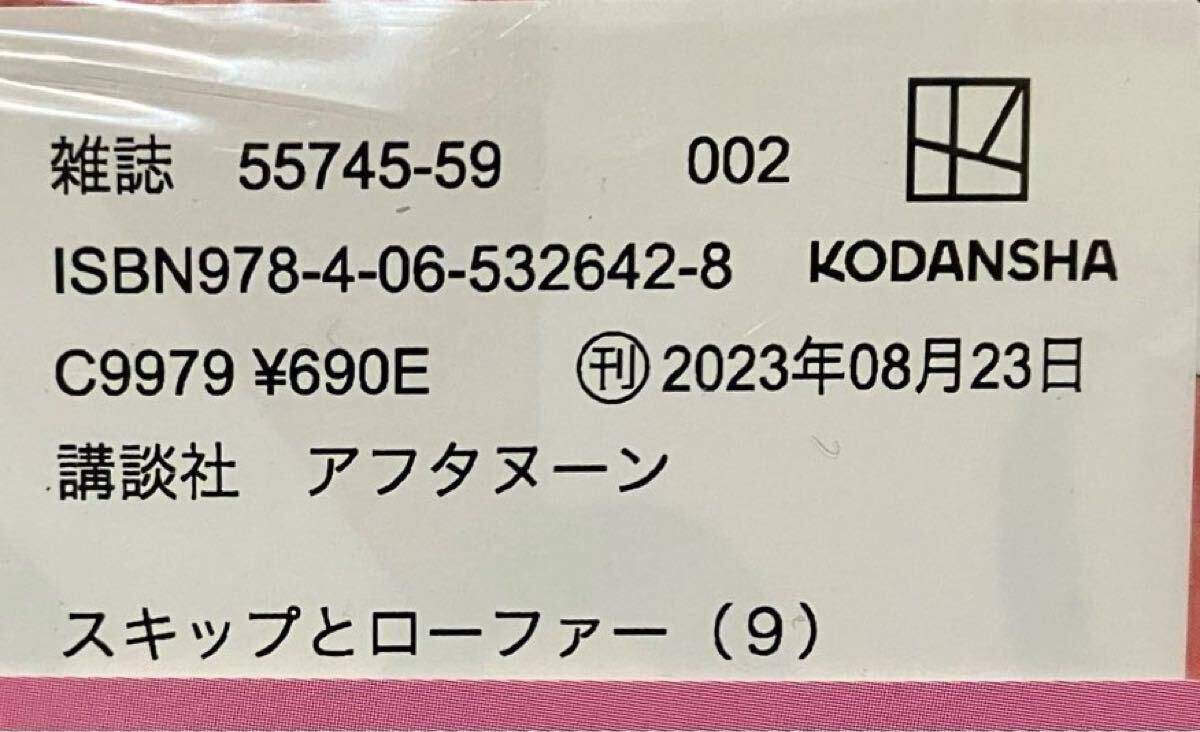 雑誌　55745-59　002
ISBN978-4-06-532642-8　KODANSHA
C9979 ¥690E　㊕2023年08月23日
講談社　アフタヌーン
スキップとローファー（9）